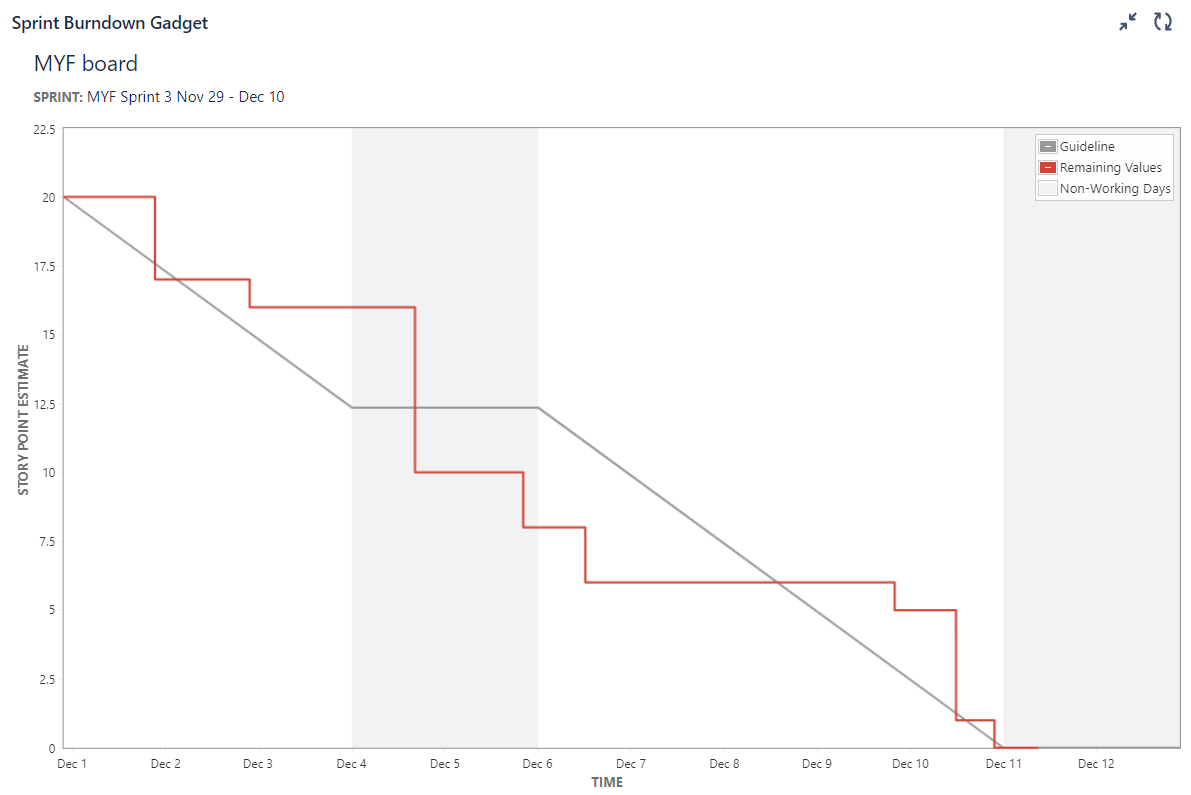 Sprint Burndown Gadget
MYF board
SPRINT: MYF Sprint 3 Nov 29 - Dec 10
22.5
20
17.5
15
12.5
10
7.5
5
2.5
0
STORY POINT ESTIMATE
Guideline
Remaining Values
Non-Working Days
Dec 1 Dec 2 Dec 3 Dec 4 Dec 5 Dec 6 Dec 7 Dec 8 Dec 9 Dec 10 Dec 11 Dec 12
TIME